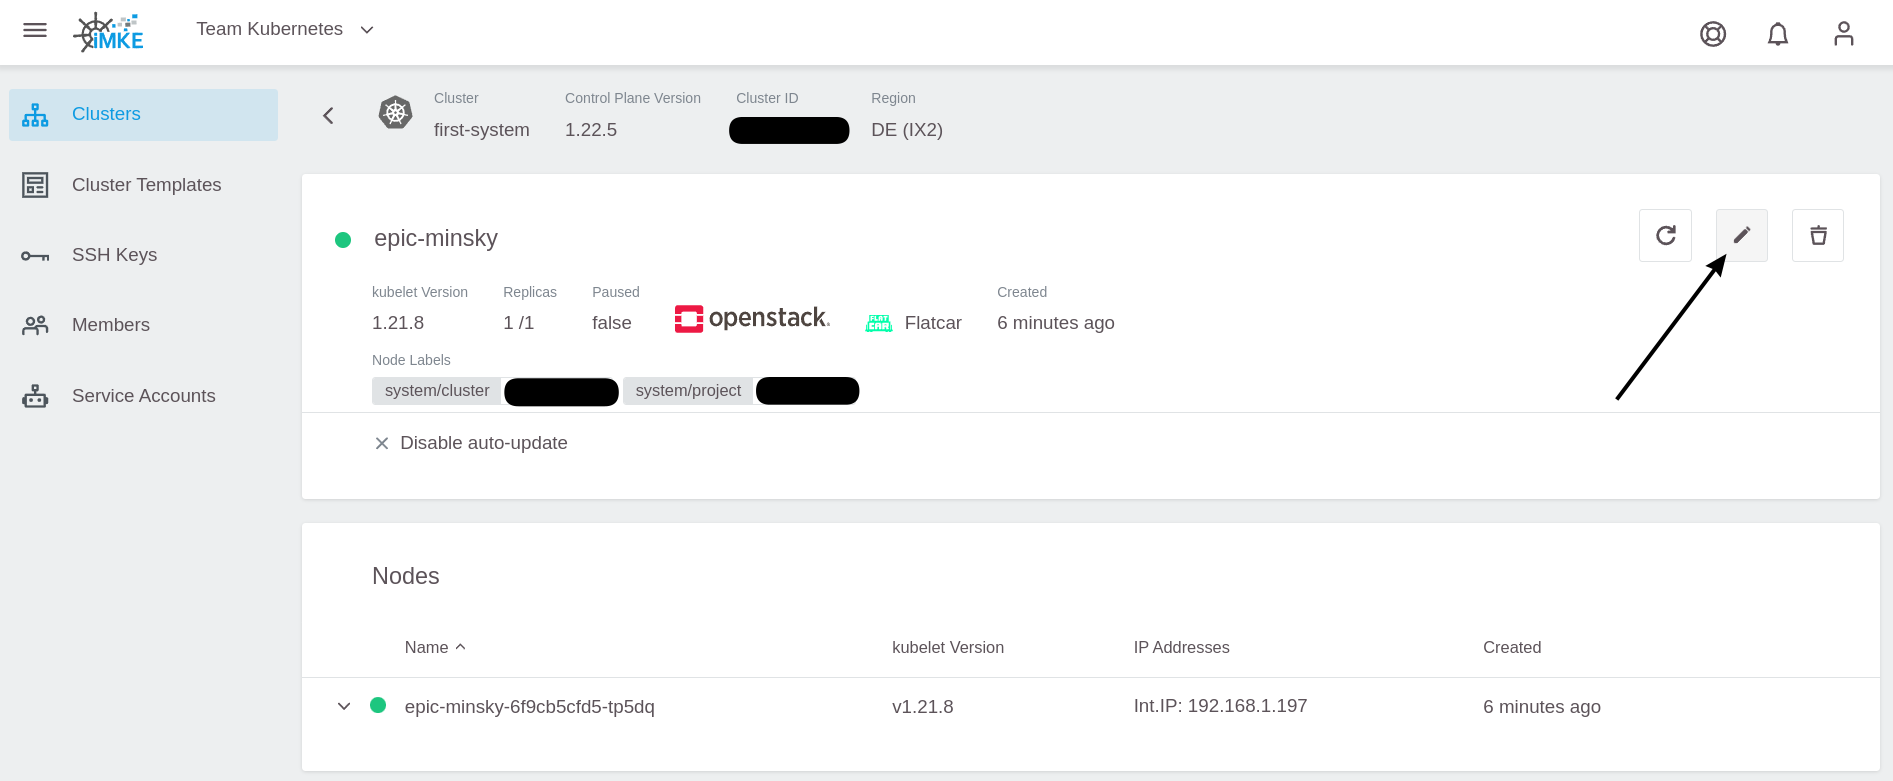 iMKE
Team Kubernetes
Clusters
Cluster Templates
SSH Keys
Members
Service Accounts
Cluster Control Plane Version Cluster ID Region
first-system 1.22.5 DE (IX2)
epic-minsky
kubelet Version Replicas Paused Created
1.21.8 1 /1 false openstack. FLAT CAR Flatcar 6 minutes ago
Node Labels
system/cluster system/project
Disable auto-update
Nodes
Name kubelet Version IP Addresses Created
epic-minsky-6f9cb5cfd5-tp5dq v1.21.8 Int.IP: 192.168.1.197 6 minutes ago